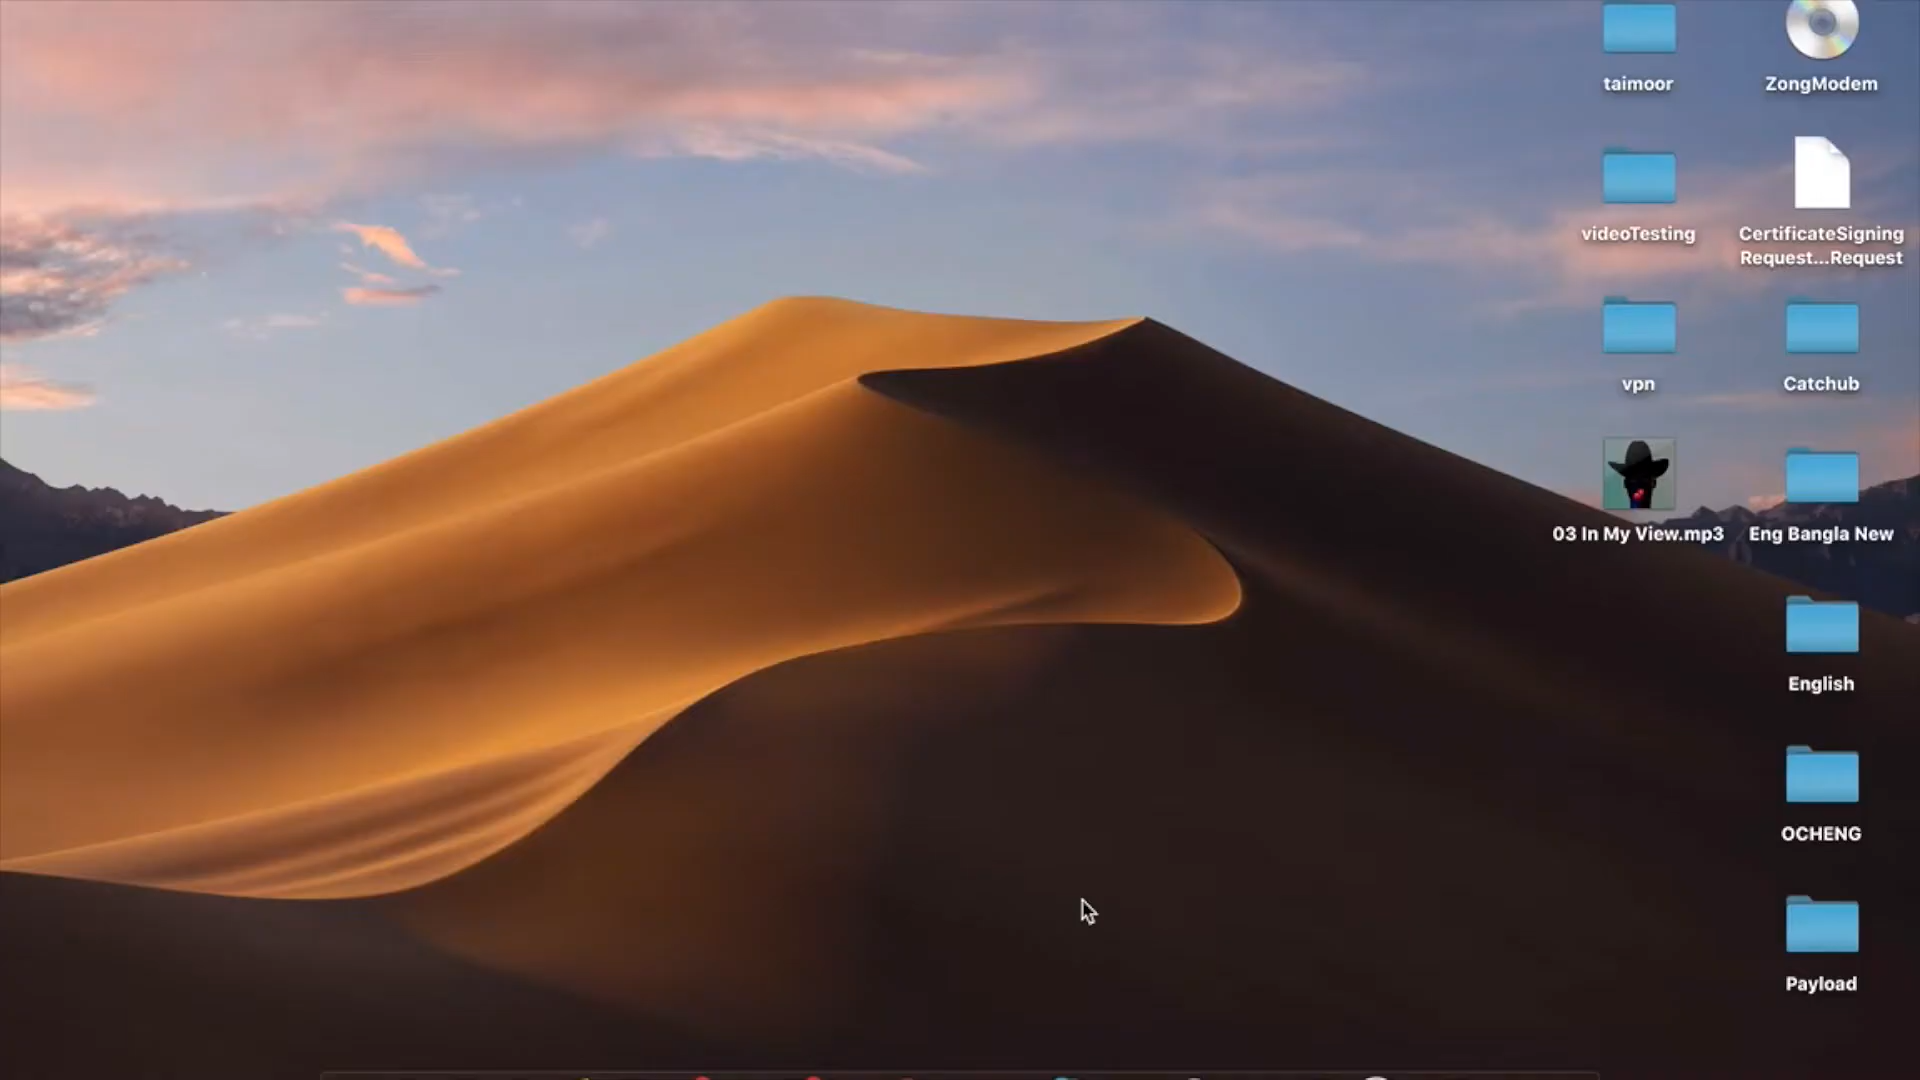 taimoor
ZongModem
videoTesting
CertificateSigning
Request...Request
vpn
Catchub
03 In My View.mp3
Eng Bangla New
English
OCHENG
Payload